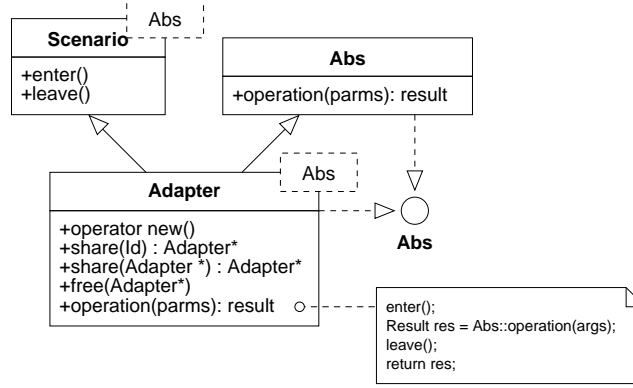 Abs
Scenario
+enter()
+leave()
Abs
+operation(parms): result
Abs
Adapter
+operator new()
+share(Id) : Adapter*
+share(Adapter *) : Adapter*
+free(Adapter*)
+operation(parms): result
Abs
enter();
Result res = Abs::operation(args);
leave();
return res;